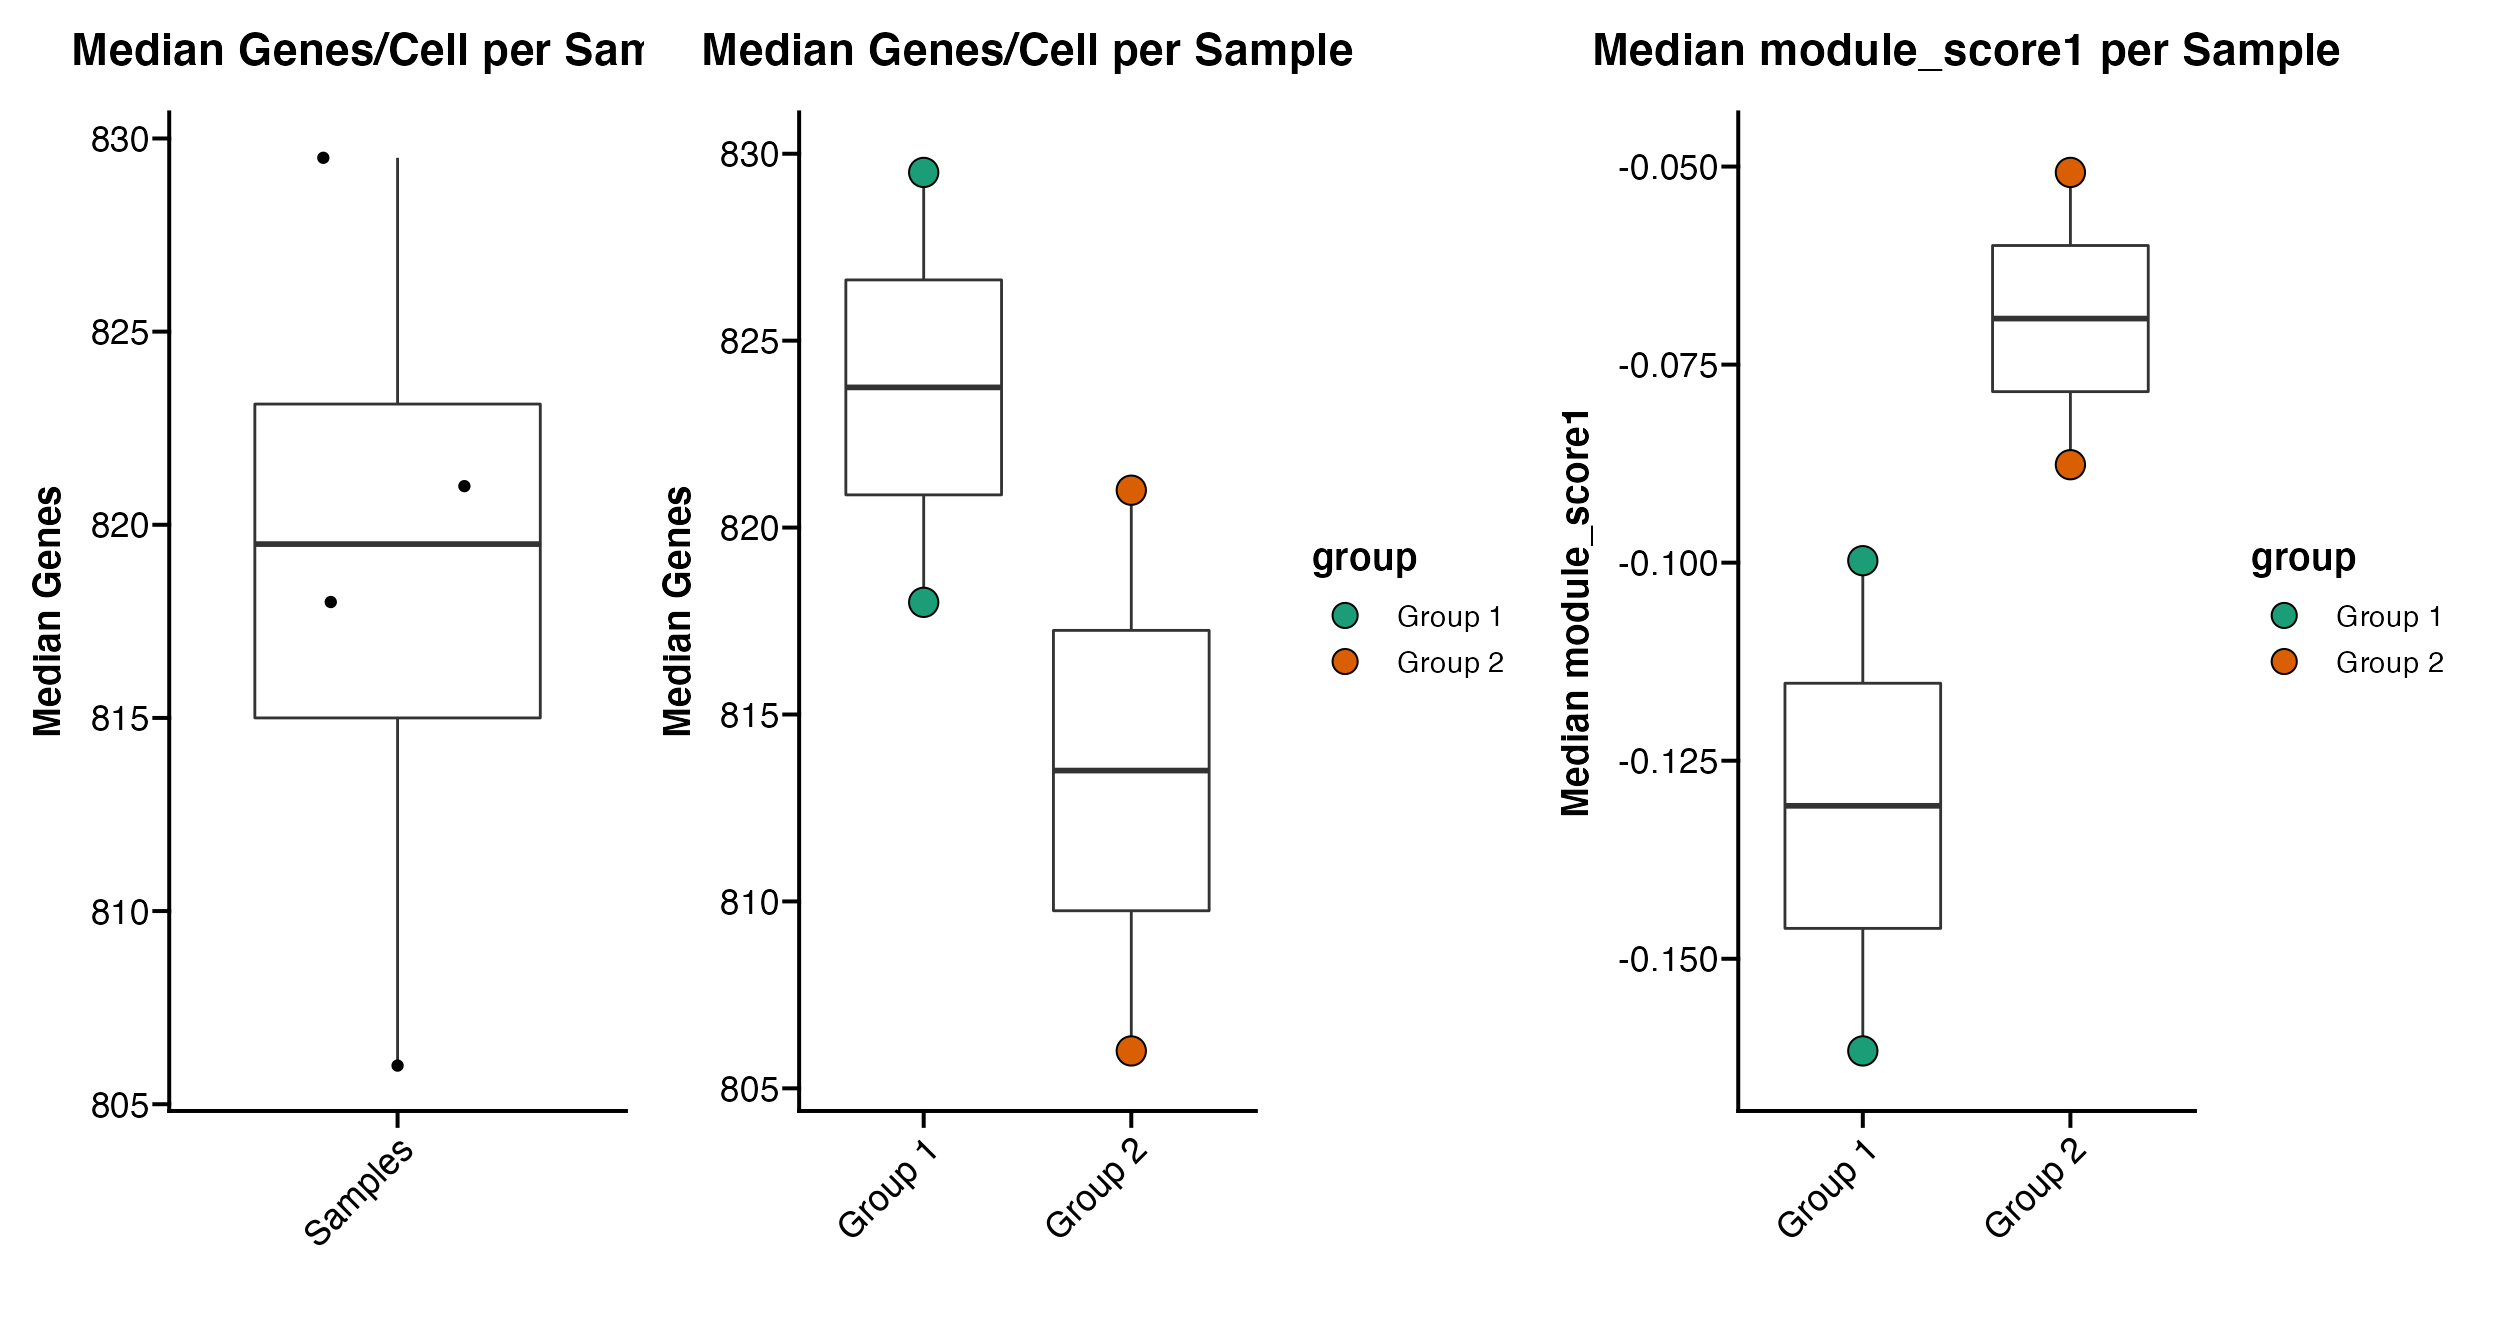 Median Genes/Cell per Sam
Median Genes
830
825
820
815
810
805
Samples
Median Genes/Cell per Sample
Median Genes
830
825
820
815
810
805
Group 1
Group 2
group
Group 1
Group 2
Median module_score1 per Sample
Median module_score1
-0.050
-0.075
-0.100
-0.125
-0.150
Group 1
Group 2
group
Group 1
Group 2